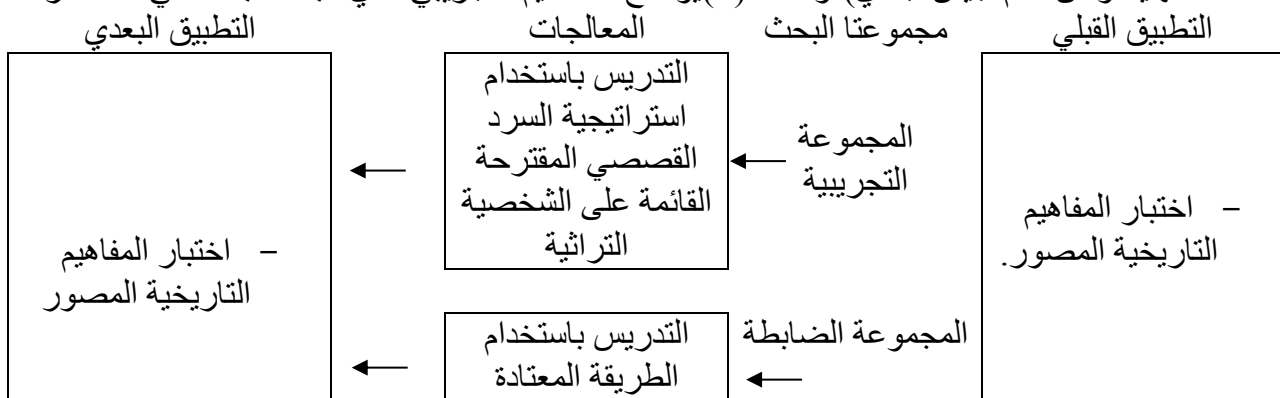 التطبيق القبلي
مجموعتا البحث
المعالجات
التطبيق البعدي
– اختبار المفاهيم
التاريخية المصور.
المجموعة
التجريبية
التدريس باستخدام
استراتيجية السرد
القصصي المقترحة
القائمة على الشخصية
التراثية
المجموعة الضابطة
التدريس باستخدام
الطريقة المعتادة
– اختبار المفاهيم
التاريخية المصور